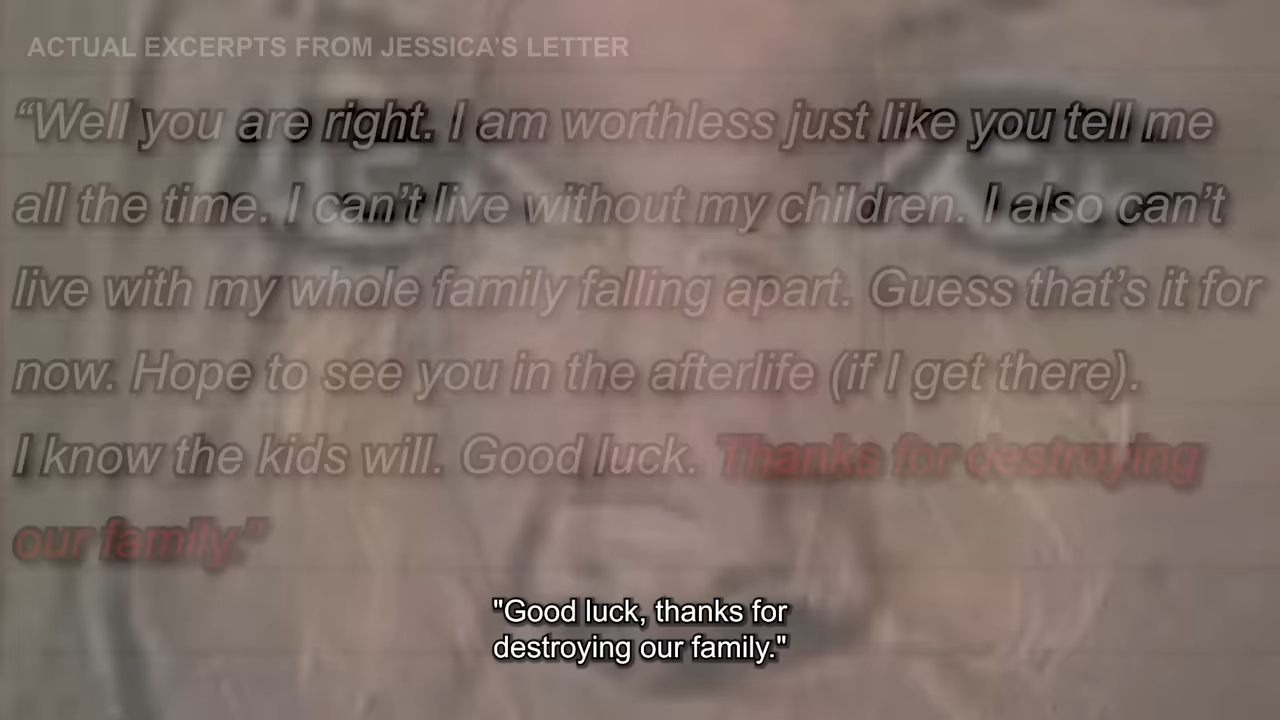 ACTUAL EXCERPTS FROM JESSICA'S LETTER
“Well you are right. I am worthless just like you tell me
all the time. I can’t live without my children. I also can’t
live with my whole family falling apart. Guess that’s it for
now. Hope to see you in the afterlife (if I get there).
I know the kids will. Good luck. Thanks for destroying
our family.”
"Good luck, thanks for
destroying our family."